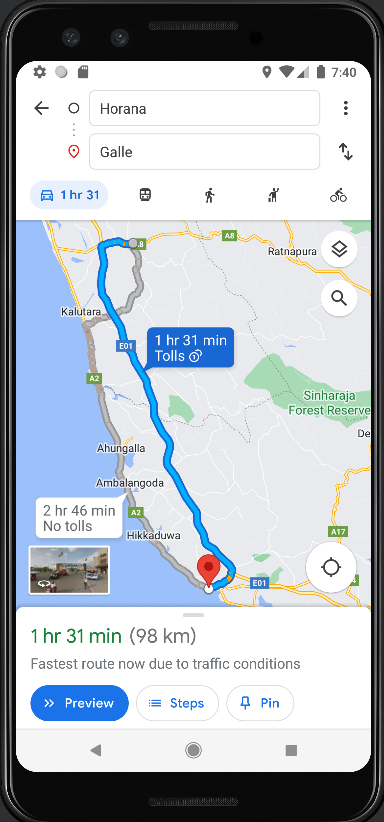 7:40
Horana
Galle
1 hr 31
A8
A8
Ratnapura
Kalutara
1 hr 31 min
Tolls
E01
A2
Sinharaja
Forest Reserve
Ahungalla
De
Ambalangoda
2 hr 46 min
No tolls
A2
A17
Hikkaduwa
E01
1 hr 31 min (98 km)
Fastest route now due to traffic conditions
Preview
Steps
Pin